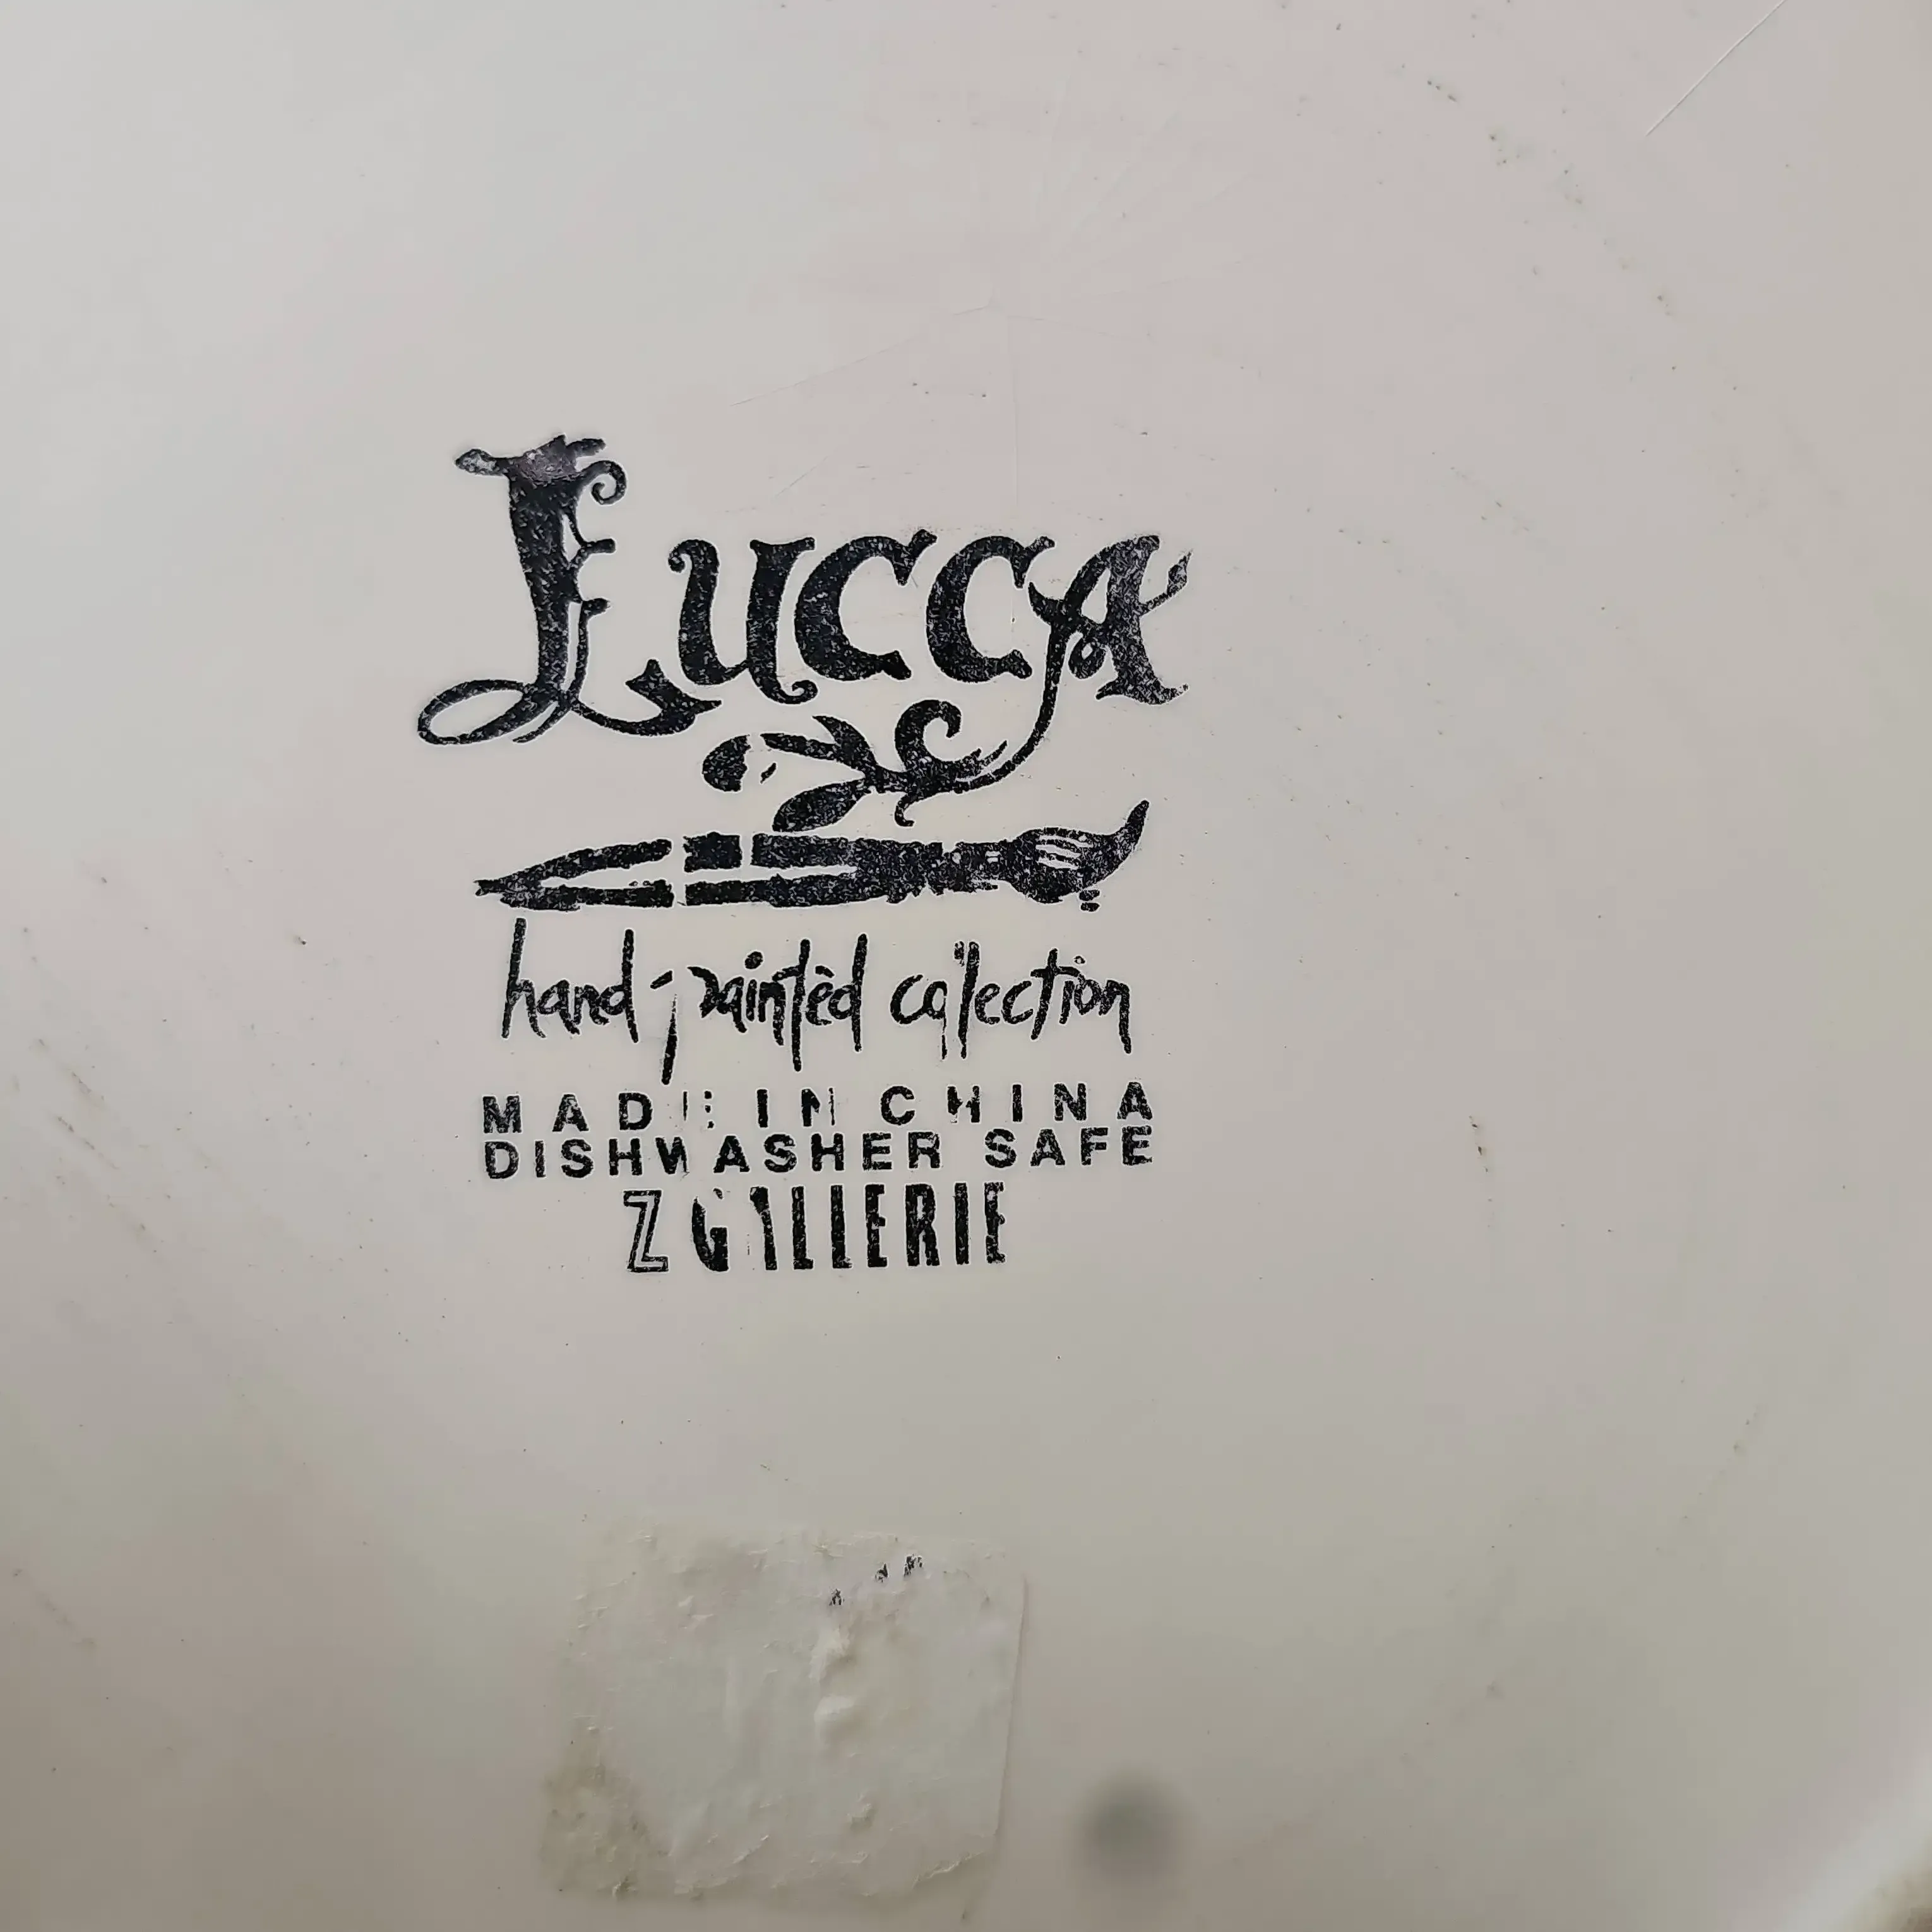 Lucca
hand-painted collection
MADE IN CHINA
DISHWASHER SAFE
Z GALLERIE